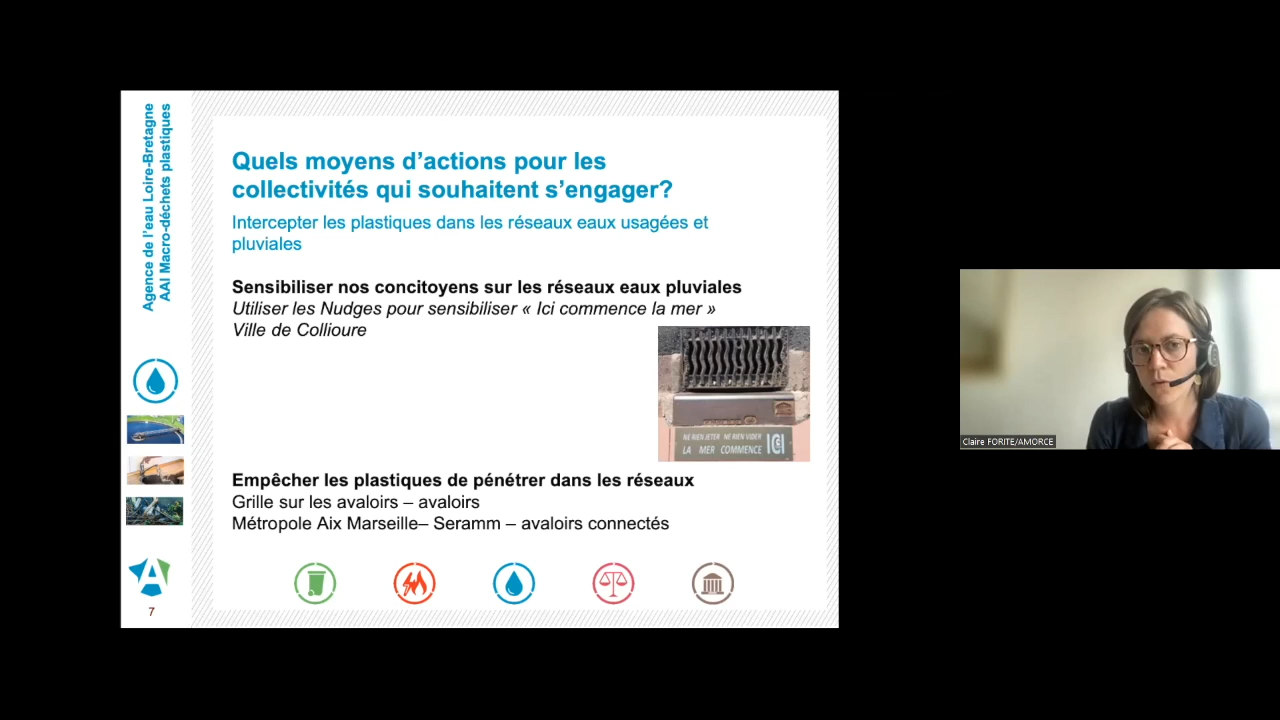 Agence de l'eau Loire-Bretagne
AAI Macro-déchets plastiques
Quels moyens d'actions pour les
collectivités qui souhaitent s'engager?
Intercepter les plastiques dans les réseaux eaux usagées et
pluviales
Sensibiliser nos concitoyens sur les réseaux eaux pluviales
Utiliser les Nudges pour sensibiliser « Ici commence la mer »
Ville de Collioure
NE RIEN JETER NE RIEN VIDER
LA MER COMMENCE ICI
Empêcher les plastiques de pénétrer dans les réseaux
Grille sur les avaloirs – avaloirs
Métropole Aix Marseille– Seramm – avaloirs connectés
7
Claire FORITE/AMORCE